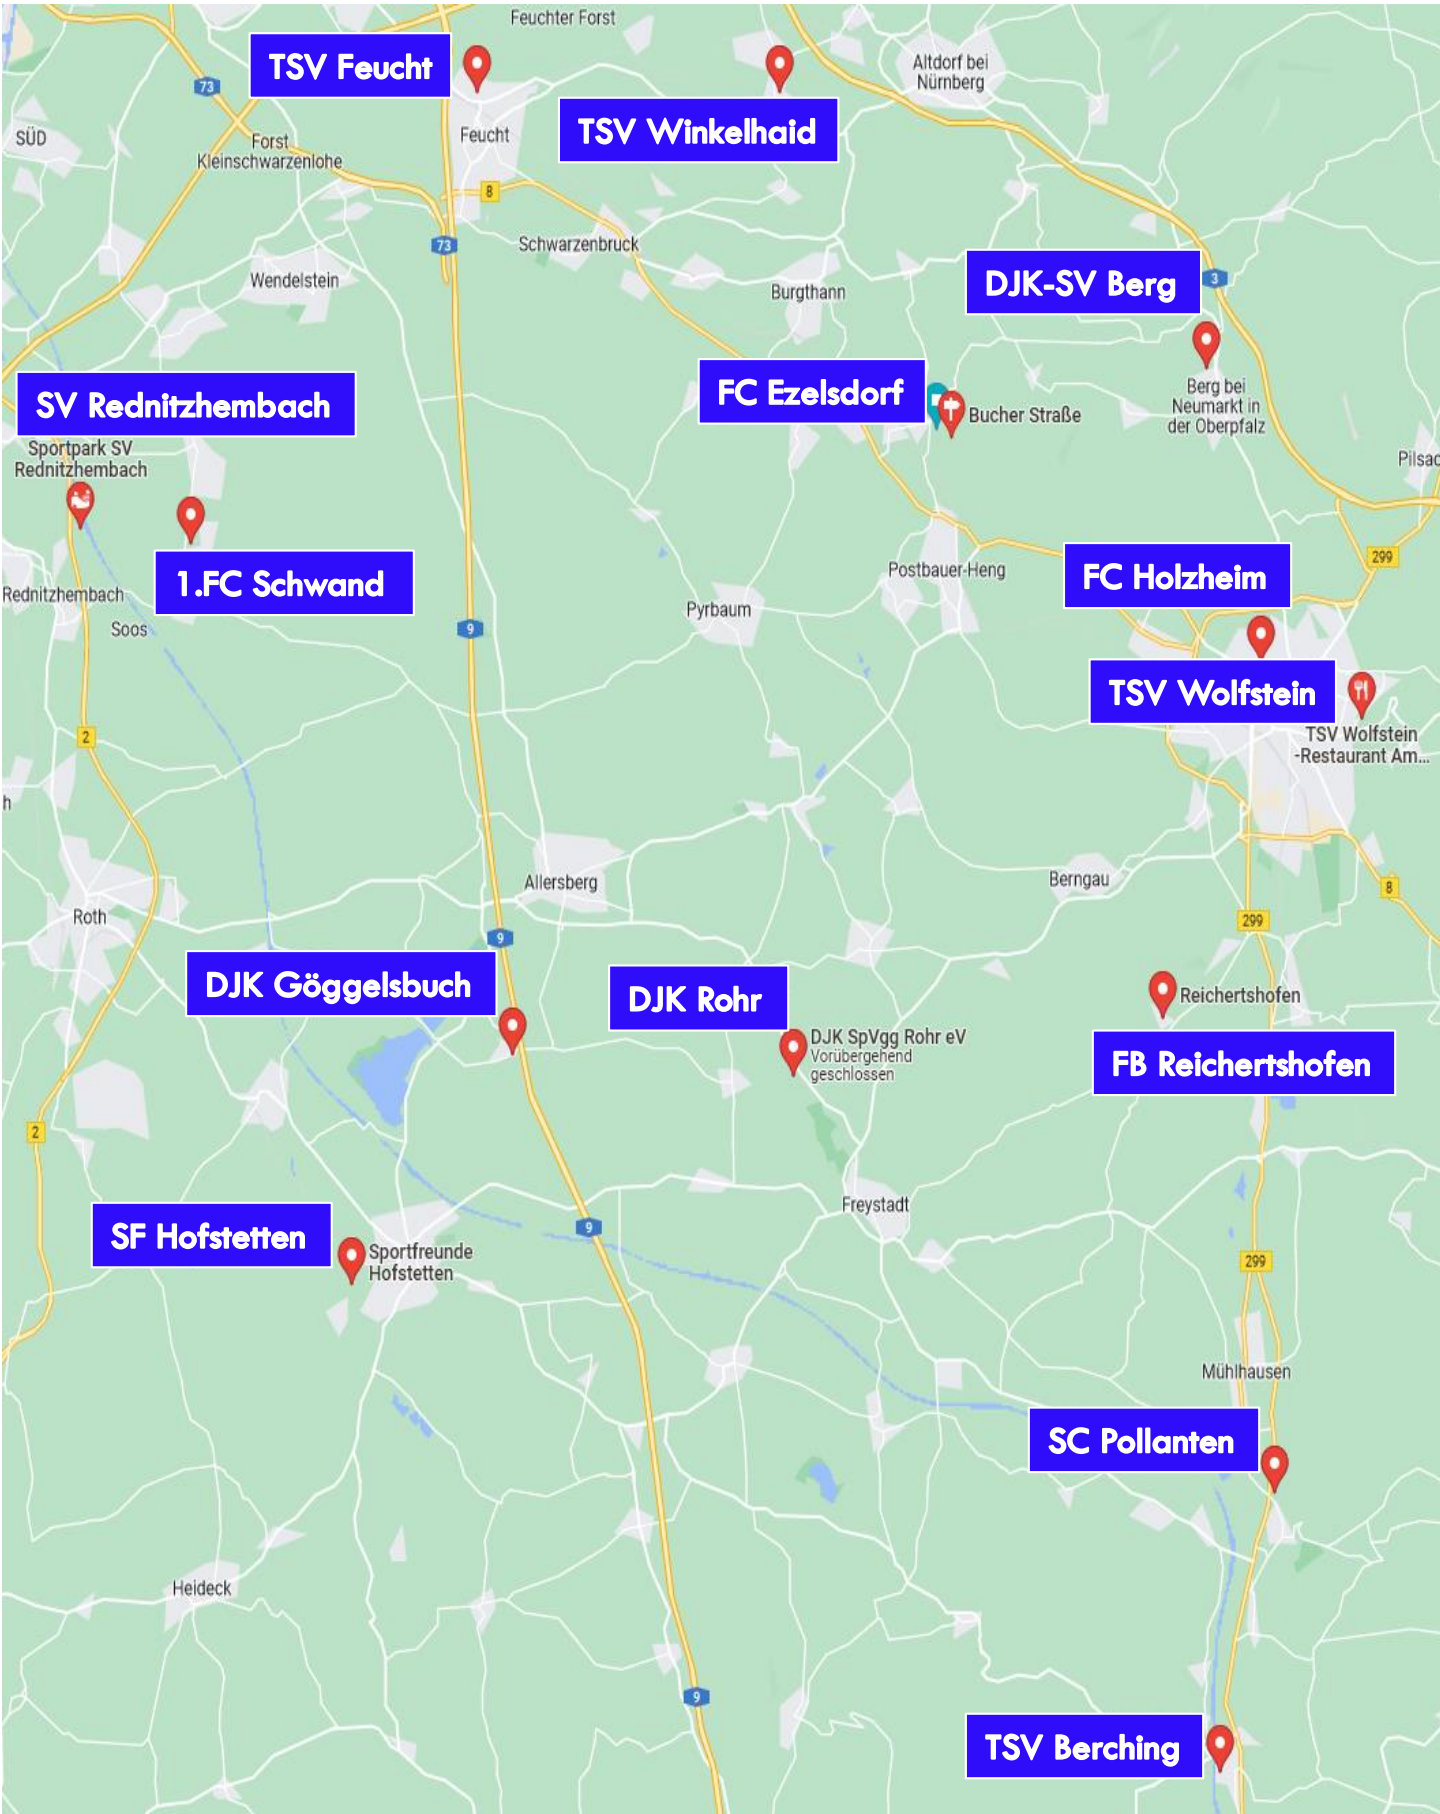 Feuchter Forst
TSV Feucht
Altdorf bei
Nürnberg
73
TSV Winkelhaid
SÜD
Forst
Kleinschwarzenlohe
Feucht
8
73
Schwarzenbruck
Wendelstein
Burgthann
DJK-SV Berg
3
SV Rednitzhembach
FC Ezelsdorf
Bucher Straße
Berg bei
Neumarkt in
der Oberpfalz
Sportpark SV
Rednitzhembach
Pilsac
1.FC Schwand
299
Postbauer-Heng
FC Holzheim
Rednitzhembach
Soos
9
Pyrbaum
TSV Wolfstein
2
TSV Wolfstein
-Restaurant Am...
h
Allersberg
Berngau
8
Roth
299
9
DJK Göggelsbuch
DJK Rohr
Reichertshofen
DJK SpVgg Rohr eV
Vorübergehend
geschlossen
FB Reichertshofen
2
Freystadt
SF Hofstetten
9
Sportfreunde
Hofstetten
299
Mühlhausen
SC Pollanten
Heideck
9
TSV Berching